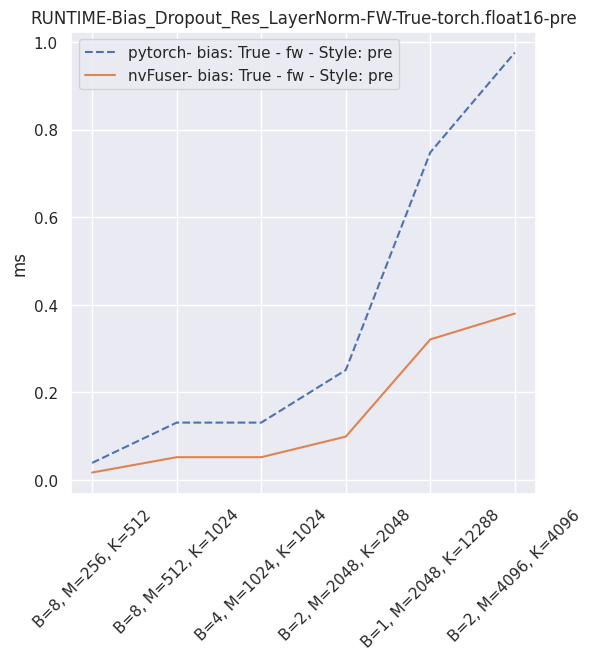 RUNTIME-Bias_Dropout_Res_LayerNorm-FW-True-torch.float16-pre
pytorch- bias: True - fw - Style: pre
nvFuser- bias: True - fw - Style: pre
ms
1.0
0.8
0.6
0.4
0.2
0.0
B=8, M=256, K=512
B=8, M=512, K=1024
B=4, M=1024, K=1024
B=2, M=2048, K=2048
B=1, M=2048, K=12288
B=2, M=4096, K=4096